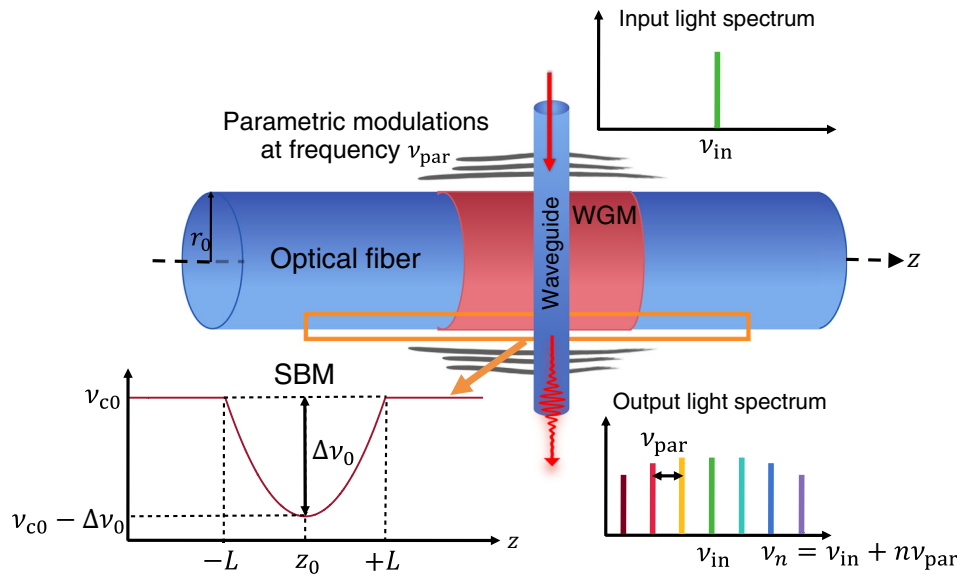 Input light spectrum
ν_in
Parametric modulations
at frequency ν_par
Waveguide
WGM
r_0
Optical fiber
z
SBM
ν_c0
Δν_0
ν_c0 − Δν_0
−L
z_0
+L
z
Output light spectrum
ν_par
ν_in
ν_n = ν_in + nν_par